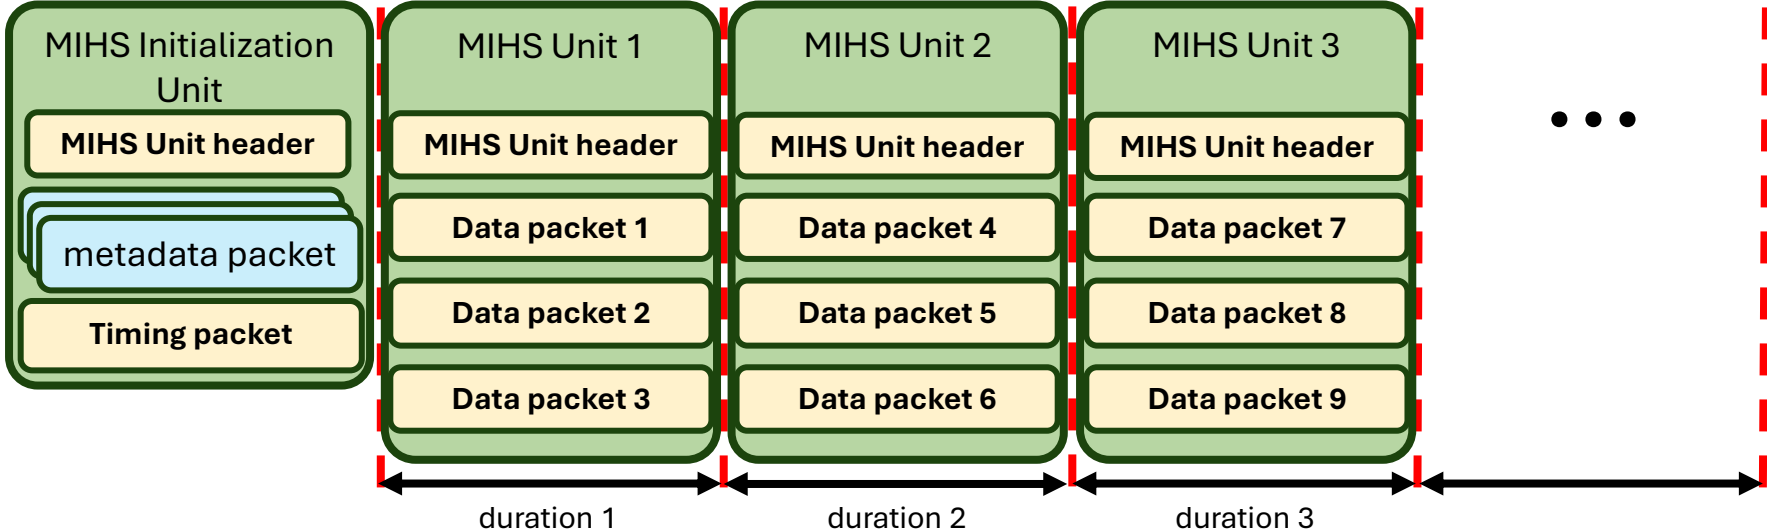 MIHS Initialization
Unit
MIHS Unit header
metadata packet
Timing packet
MIHS Unit 1
MIHS Unit header
Data packet 1
Data packet 2
Data packet 3
duration 1
MIHS Unit 2
MIHS Unit header
Data packet 4
Data packet 5
Data packet 6
duration 2
MIHS Unit 3
MIHS Unit header
Data packet 7
Data packet 8
Data packet 9
duration 3
...